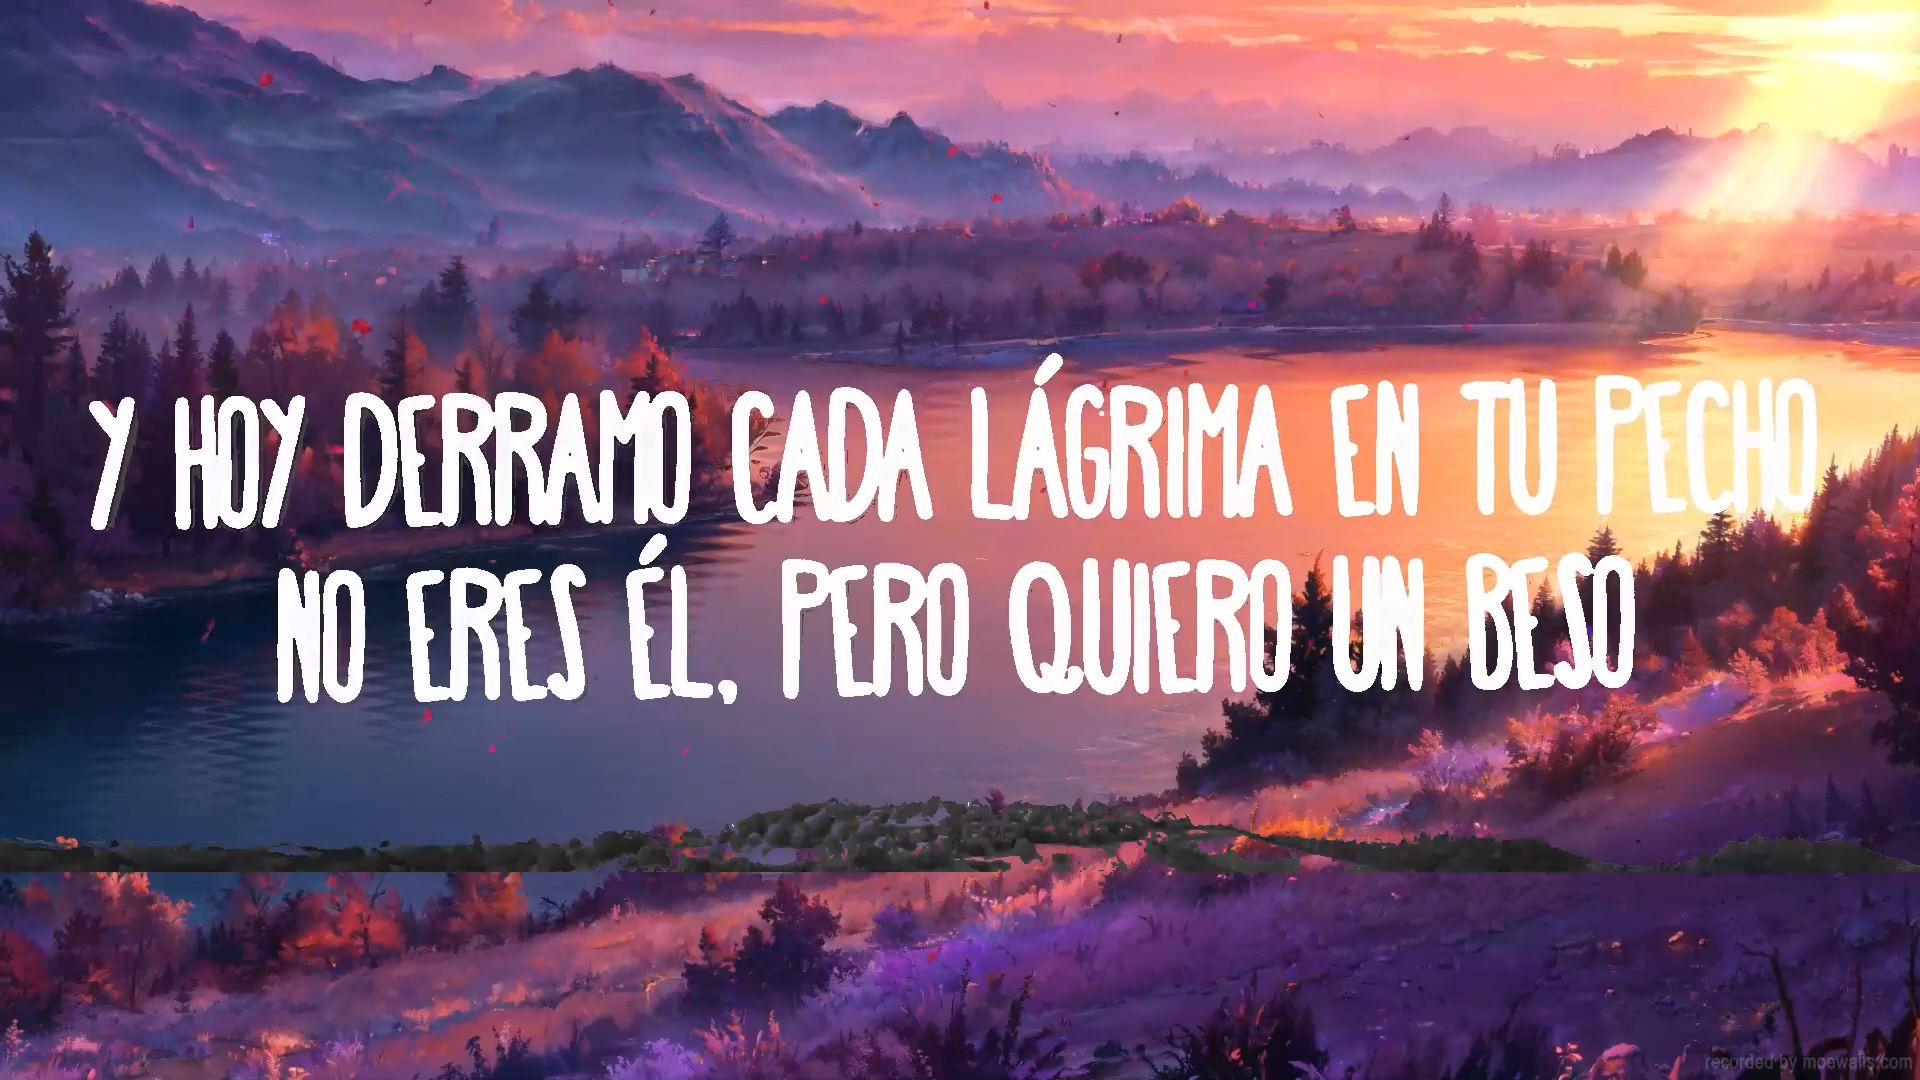 Y HOY DERRAMO CADA LÁGRIMA EN TU PECHO
NO ERES ÉL, PERO QUIERO UN BESO
recorded by moewalls.com